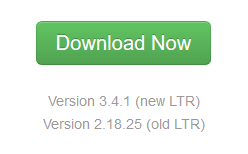 Download Now
Version 3.4.1 (new LTR)
Version 2.18.25 (old LTR)